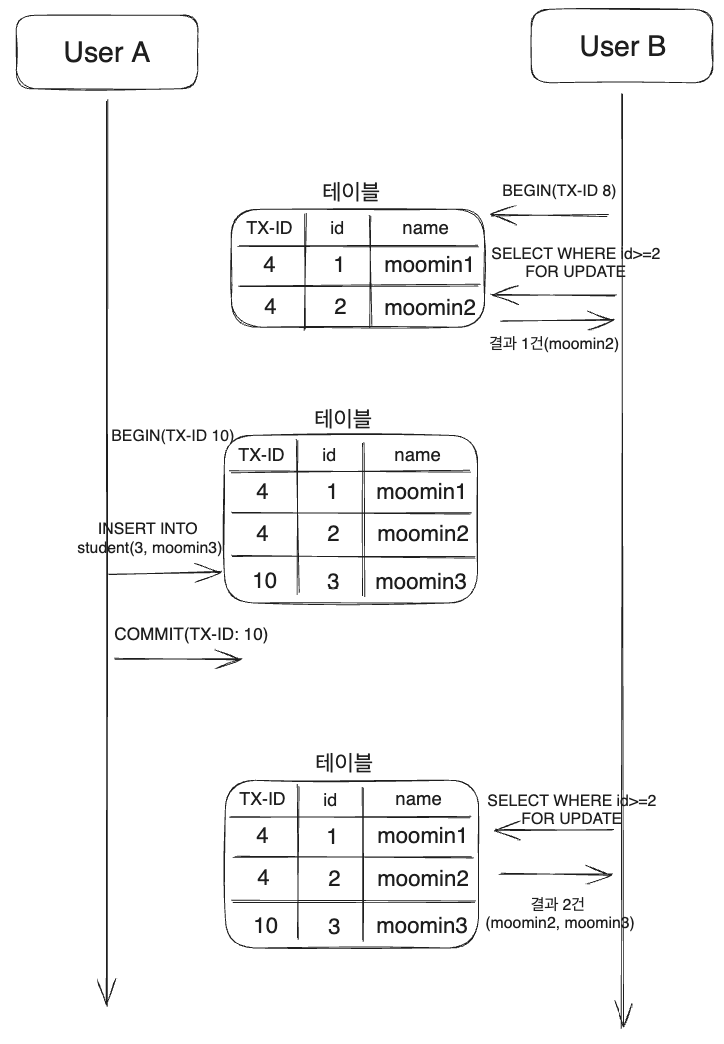 User A
User B
BEGIN(TX-ID 8)
테이블
TX-ID id name
4 1 moomin1
4 2 moomin2
SELECT WHERE id>=2
FOR UPDATE
결과 1건(moomin2)
BEGIN(TX-ID 10)
테이블
TX-ID id name
4 1 moomin1
4 2 moomin2
10 3 moomin3
INSERT INTO
student(3, moomin3)
COMMIT(TX-ID: 10)
테이블
TX-ID id name
4 1 moomin1
4 2 moomin2
10 3 moomin3
SELECT WHERE id>=2
FOR UPDATE
결과 2건
(moomin2, moomin3)